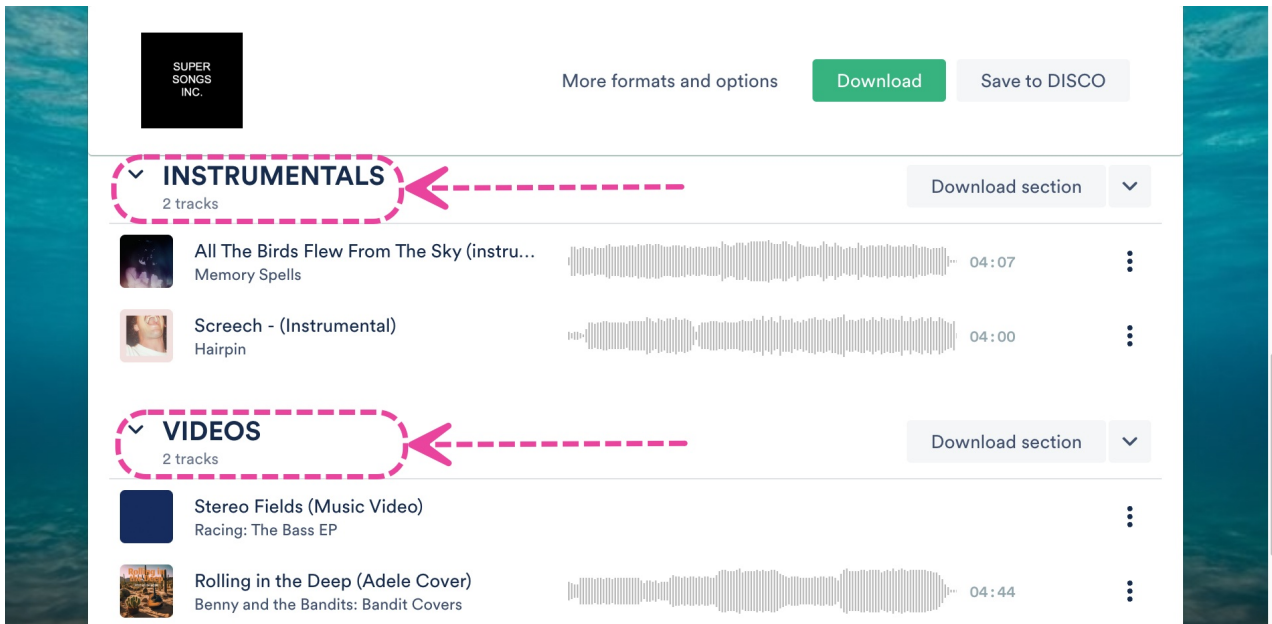 SUPER
SONGS
INC.
More formats and options
Download
Save to DISCO
INSTRUMENTALS
2 tracks
Download section
All The Birds Flew From The Sky (instru...
Memory Spells
04:07
Screech - (Instrumental)
Hairpin
04:00
VIDEOS
2 tracks
Download section
Stereo Fields (Music Video)
Racing: The Bass EP
Rolling in the Deep (Adele Cover)
Benny and the Bandits: Bandit Covers
04:44